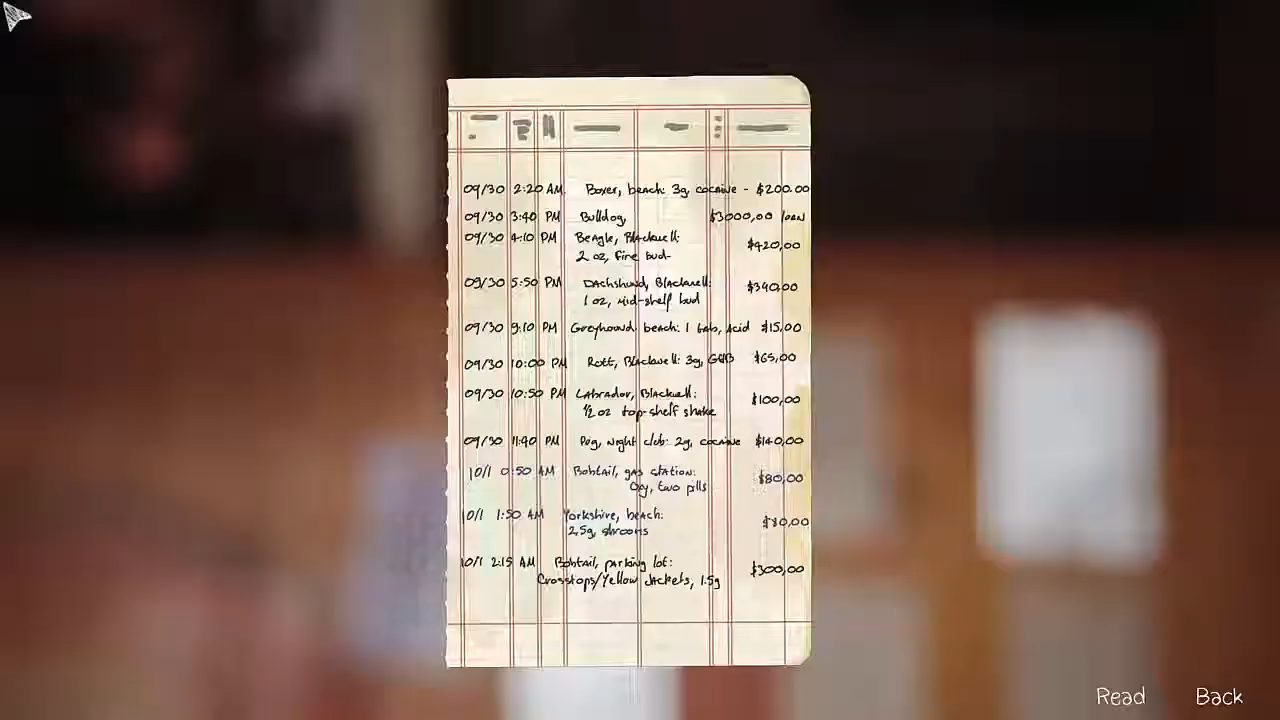 09/30 2:20 AM Boxer, beach: 3g, cocaine - $200.00
09/30 3:40 PM Bulldog, $3000,00 loan
09/30 4:10 PM Beagle, Blackwell:
2 oz, fire bud- $420,00
09/30 5:50 PM Dachshund, Blackwell: $340,00
1 oz, mid-shelf bud
09/30 9:10 PM Greyhound beach: 1 tab, Acid $15,00
09/30 10:00 PM Rott, Blackwell: 3g, GHB $65,00
09/30 10:50 PM Labrador, Blackwell: $100,00
1/2 oz top-shelf shake
09/30 11:40 PM Pog, night club: 2g, cocaine $140,00
10/1 0:50 AM Bobtail, gas station: $80,00
Oxy, two pills
10/1 1:50 AM Yorkshire, beach:
2,5g, shrooms
10/1 2:15 AM Bobtail, parking lot: $300,00
Crosstops/Yellow Jackets, 1.5g
Read Back